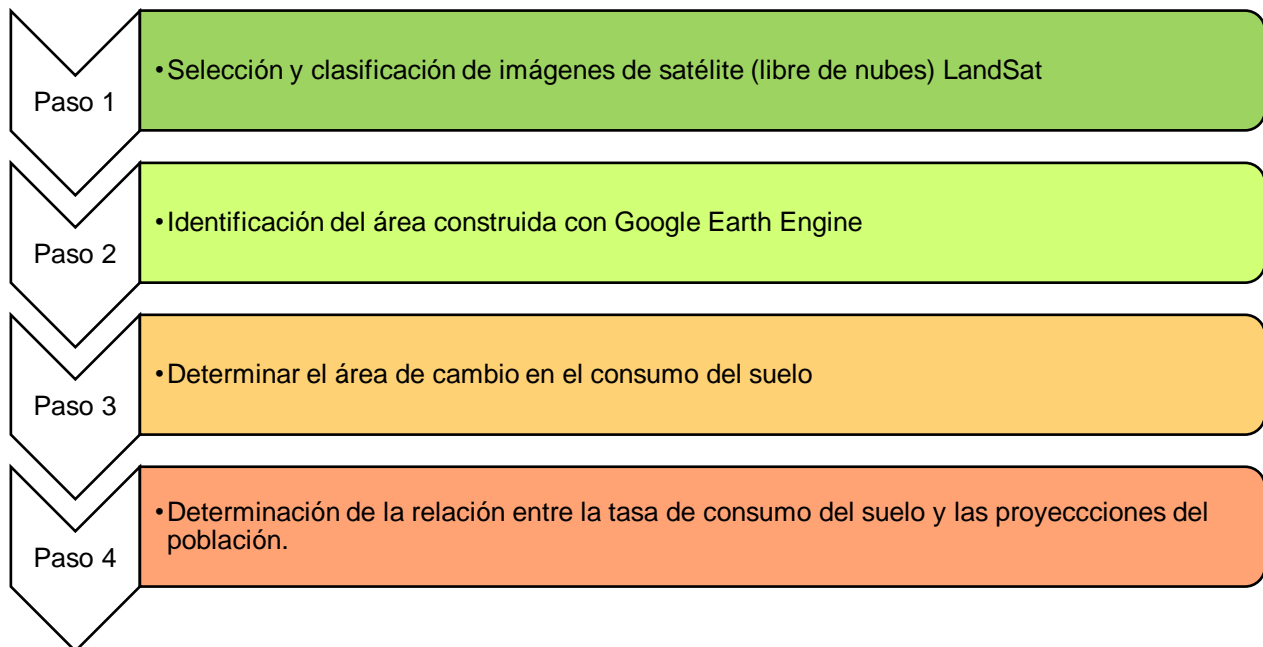 Paso 1
•Selección y clasificación de imágenes de satélite (libre de nubes) LandSat
Paso 2
•Identificación del área construida con Google Earth Engine
Paso 3
•Determinar el área de cambio en el consumo del suelo
Paso 4
•Determinación de la relación entre la tasa de consumo del suelo y las proyeccciones del
población.